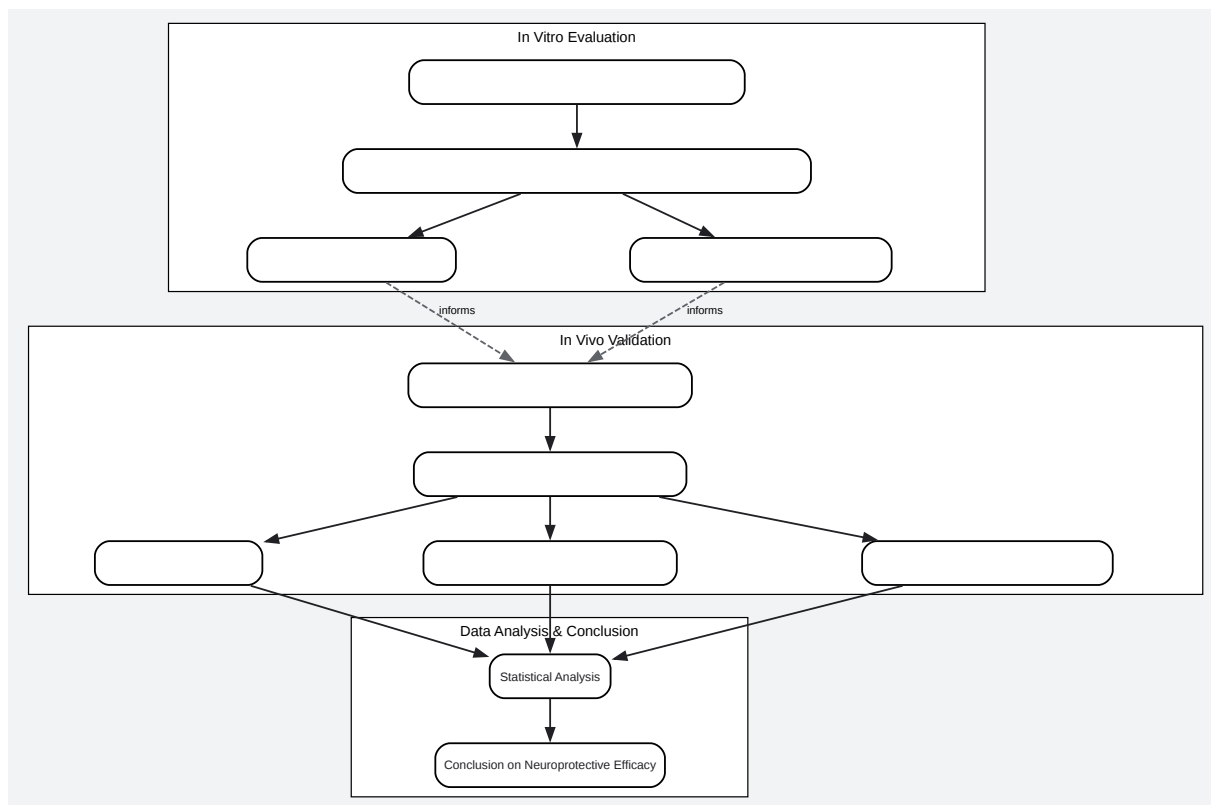 In Vitro Evaluation
informs
informs
In Vivo Validation
Data Analysis & Conclusion
Statistical Analysis
Conclusion on Neuroprotective Efficacy